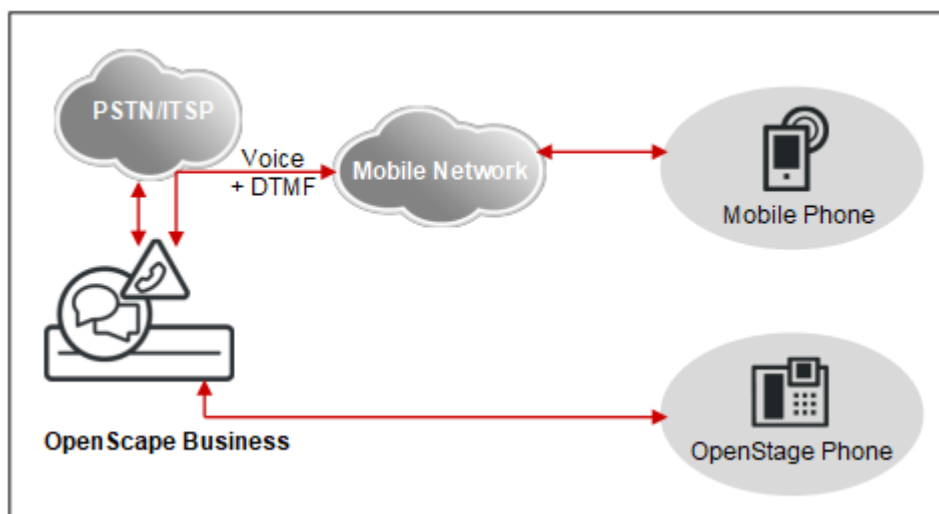 PSTN/ITSP
Voice
+ DTMF
Mobile Network
Mobile Phone
OpenScape Business
OpenStage Phone